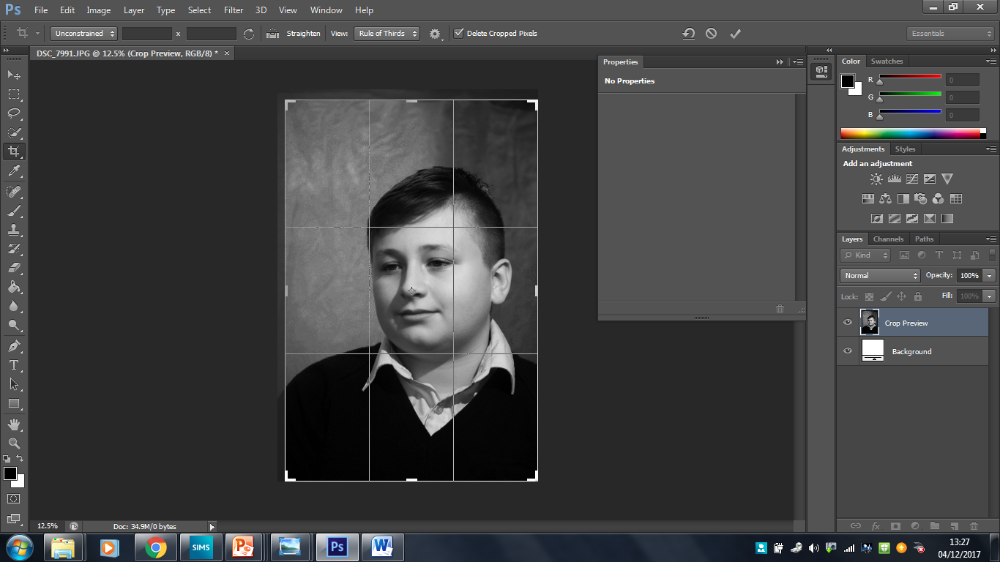 Ps File Edit Image Layer Type Select Filter 3D View Window Help
Unconstrained x Straighten View: Rule of Thirds Delete Cropped Pixels Essentials
DSC_7991.JPG @ 12.5% (Crop Preview, RGB/8) * ×
Properties
No Properties
Color Swatches
R 0
G 0
B 0
Adjustments Styles
Add an adjustment
Layers Channels Paths
Kind T
Normal Opacity: 100%
Lock: Fill: 100%
Crop Preview
Background
T
fx
12.5% Doc: 34.9M/0 bytes
SIMS P Ps W
13:27
04/12/2017